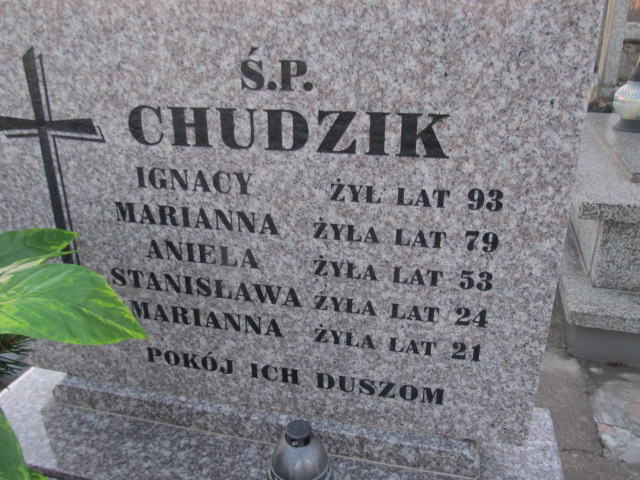 Ś.P.
CHUDZIK
IGNACY ŻYŁ LAT 93
MARIANNA ŻYŁA LAT 79
ANIELA ŻYŁA LAT 53
STANISŁAWA ŻYŁA LAT 24
MARIANNA ŻYŁA LAT 21
POKÓJ ICH DUSZOM